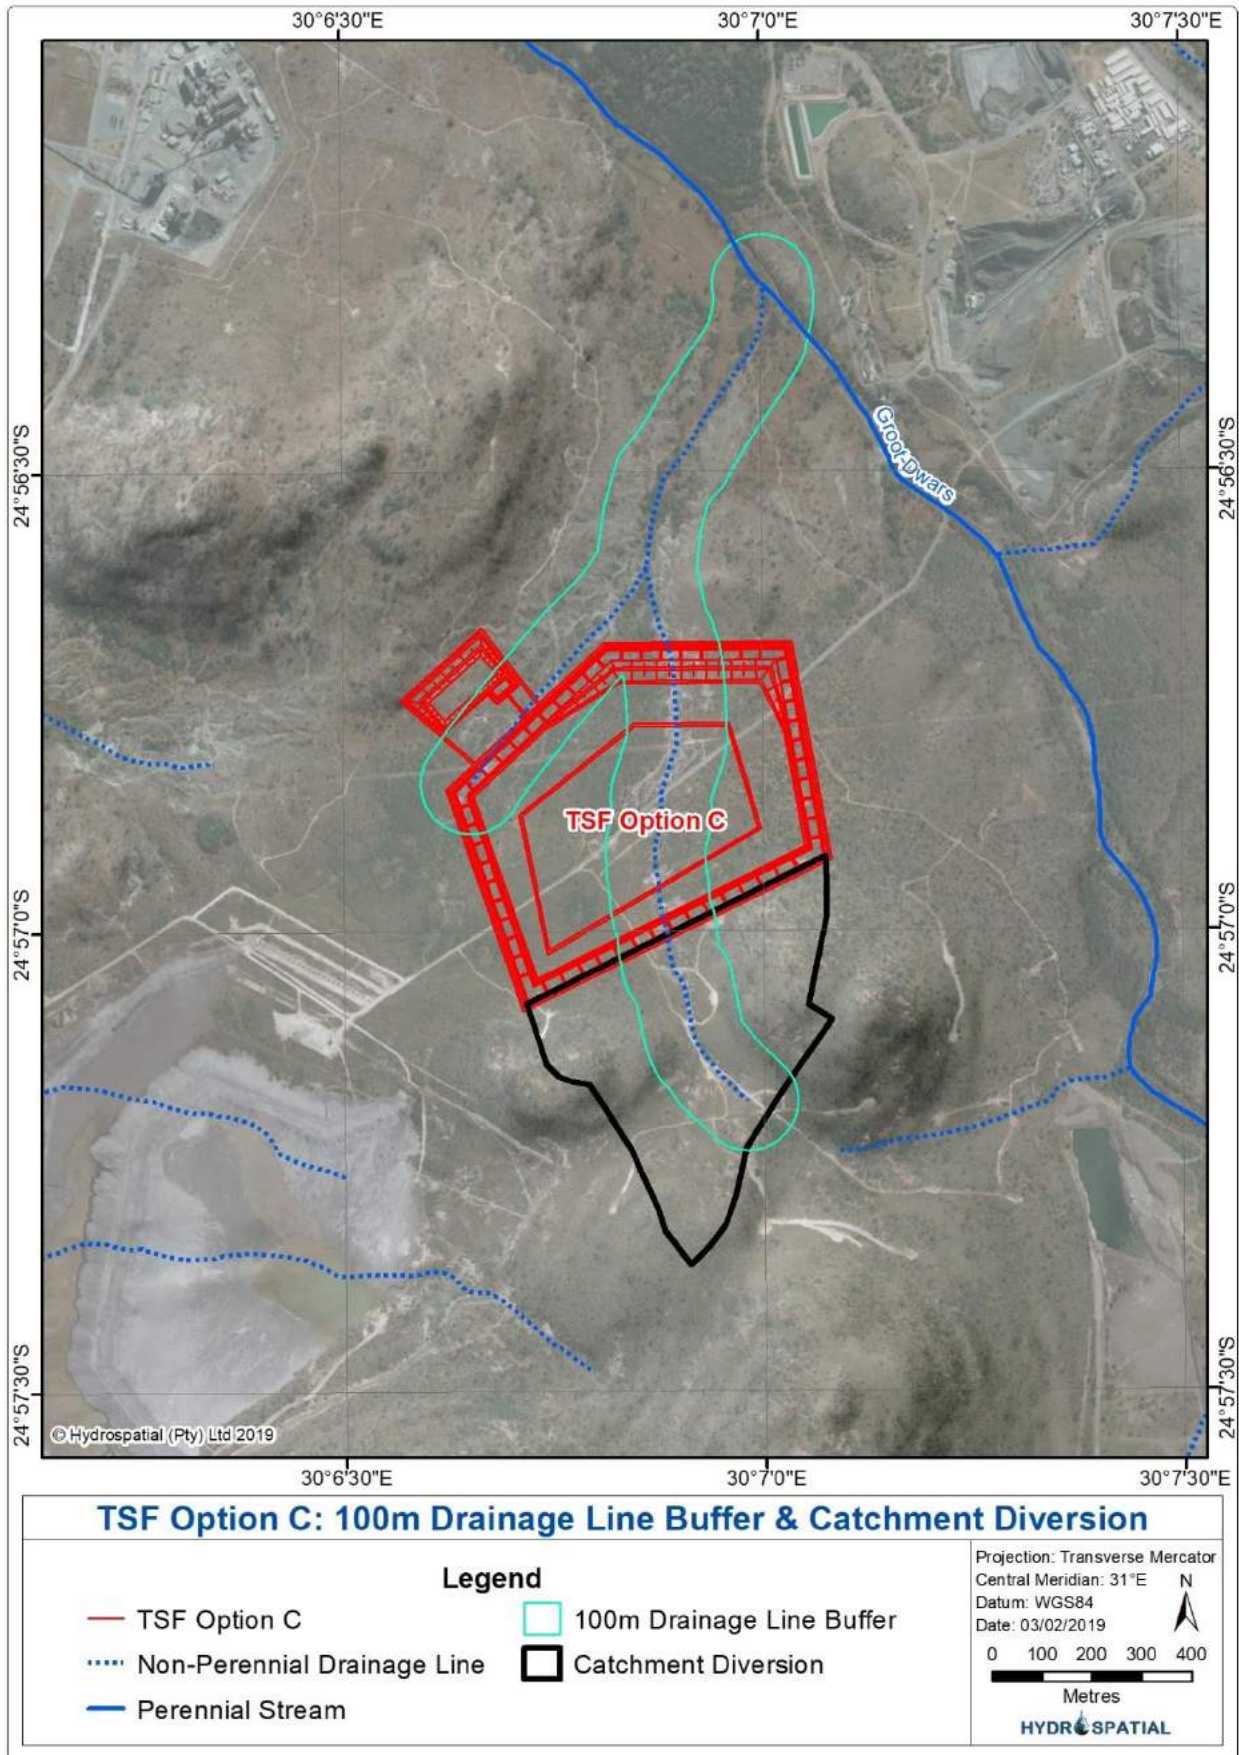 30°6'30"E
30°7'0"E
30°7'30"E
24°56'30"S
24°56'30"S
Groot-Dwars
TSF Option C
24°57'0"S
24°57'0"S
24°57'30"S
24°57'30"S
© Hydrospatial (Pty) Ltd 2019
30°6'30"E
30°7'0"E
30°7'30"E
TSF Option C: 100m Drainage Line Buffer & Catchment Diversion
Legend
TSF Option C
100m Drainage Line Buffer
Non-Perennial Drainage Line
Catchment Diversion
Perennial Stream
Projection: Transverse Mercator
Central Meridian: 31°E
N
Datum: WGS84
Date: 03/02/2019
0 100 200 300 400
Metres
HYDROSPATIAL